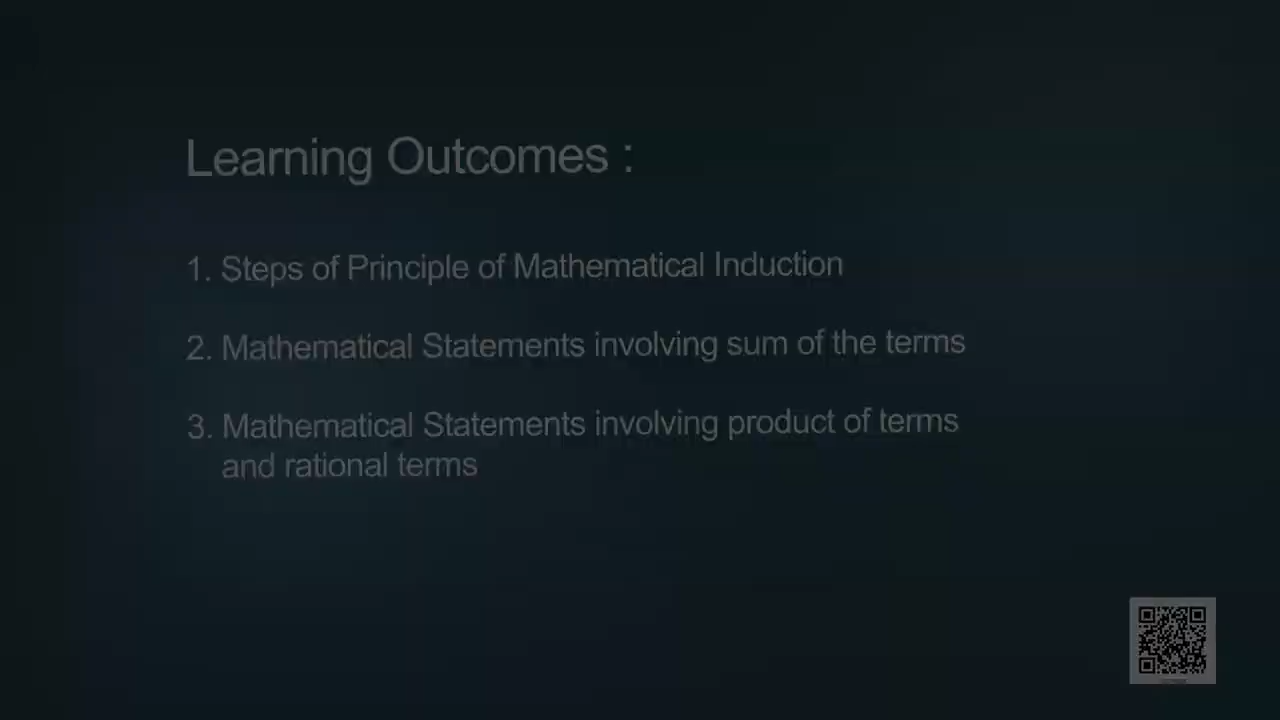 Learning Outcomes :
1. Steps of Principle of Mathematical Induction
2. Mathematical Statements involving sum of the terms
3. Mathematical Statements involving product of terms
and rational terms